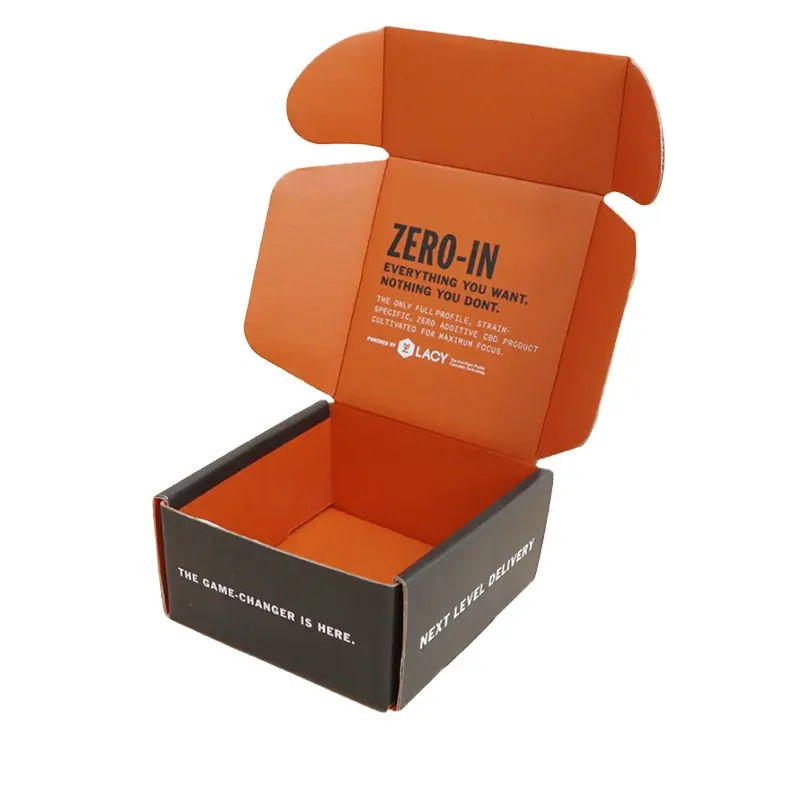 ZERO-IN
EVERYTHING YOU WANT.
NOTHING YOU DONT.
THE ONLY FULL PROFILE, STRAIN-
SPECIFIC, ZERO ADDITIVE CBD PRODUCT
CULTIVATED FOR MAXIMUM FOCUS.
POWERED BY LACY
THE GAME-CHANGER IS HERE.
NEXT LEVEL DELIVERY